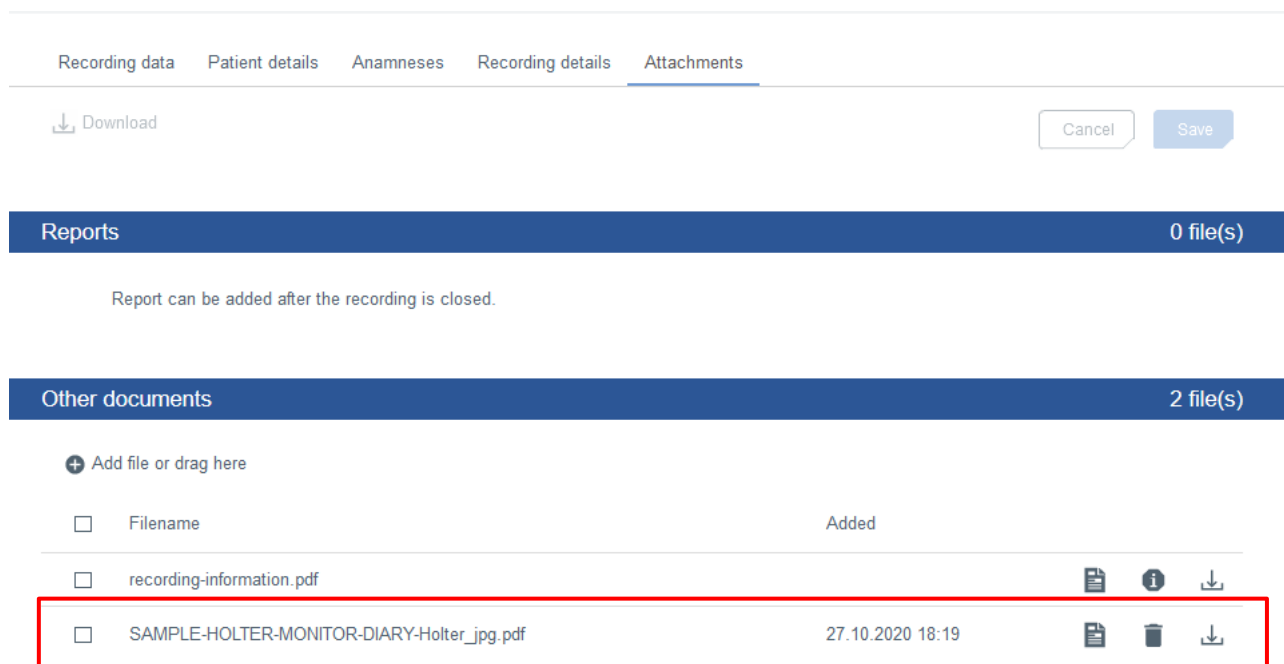 Recording data Patient details Anamneses Recording details Attachments
Download Cancel Save
Reports 0 file(s)
Report can be added after the recording is closed.
Other documents 2 file(s)
Add file or drag here
Filename Added
recording-information.pdf
SAMPLE-HOLTER-MONITOR-DIARY-Holter_jpg.pdf 27.10.2020 18:19